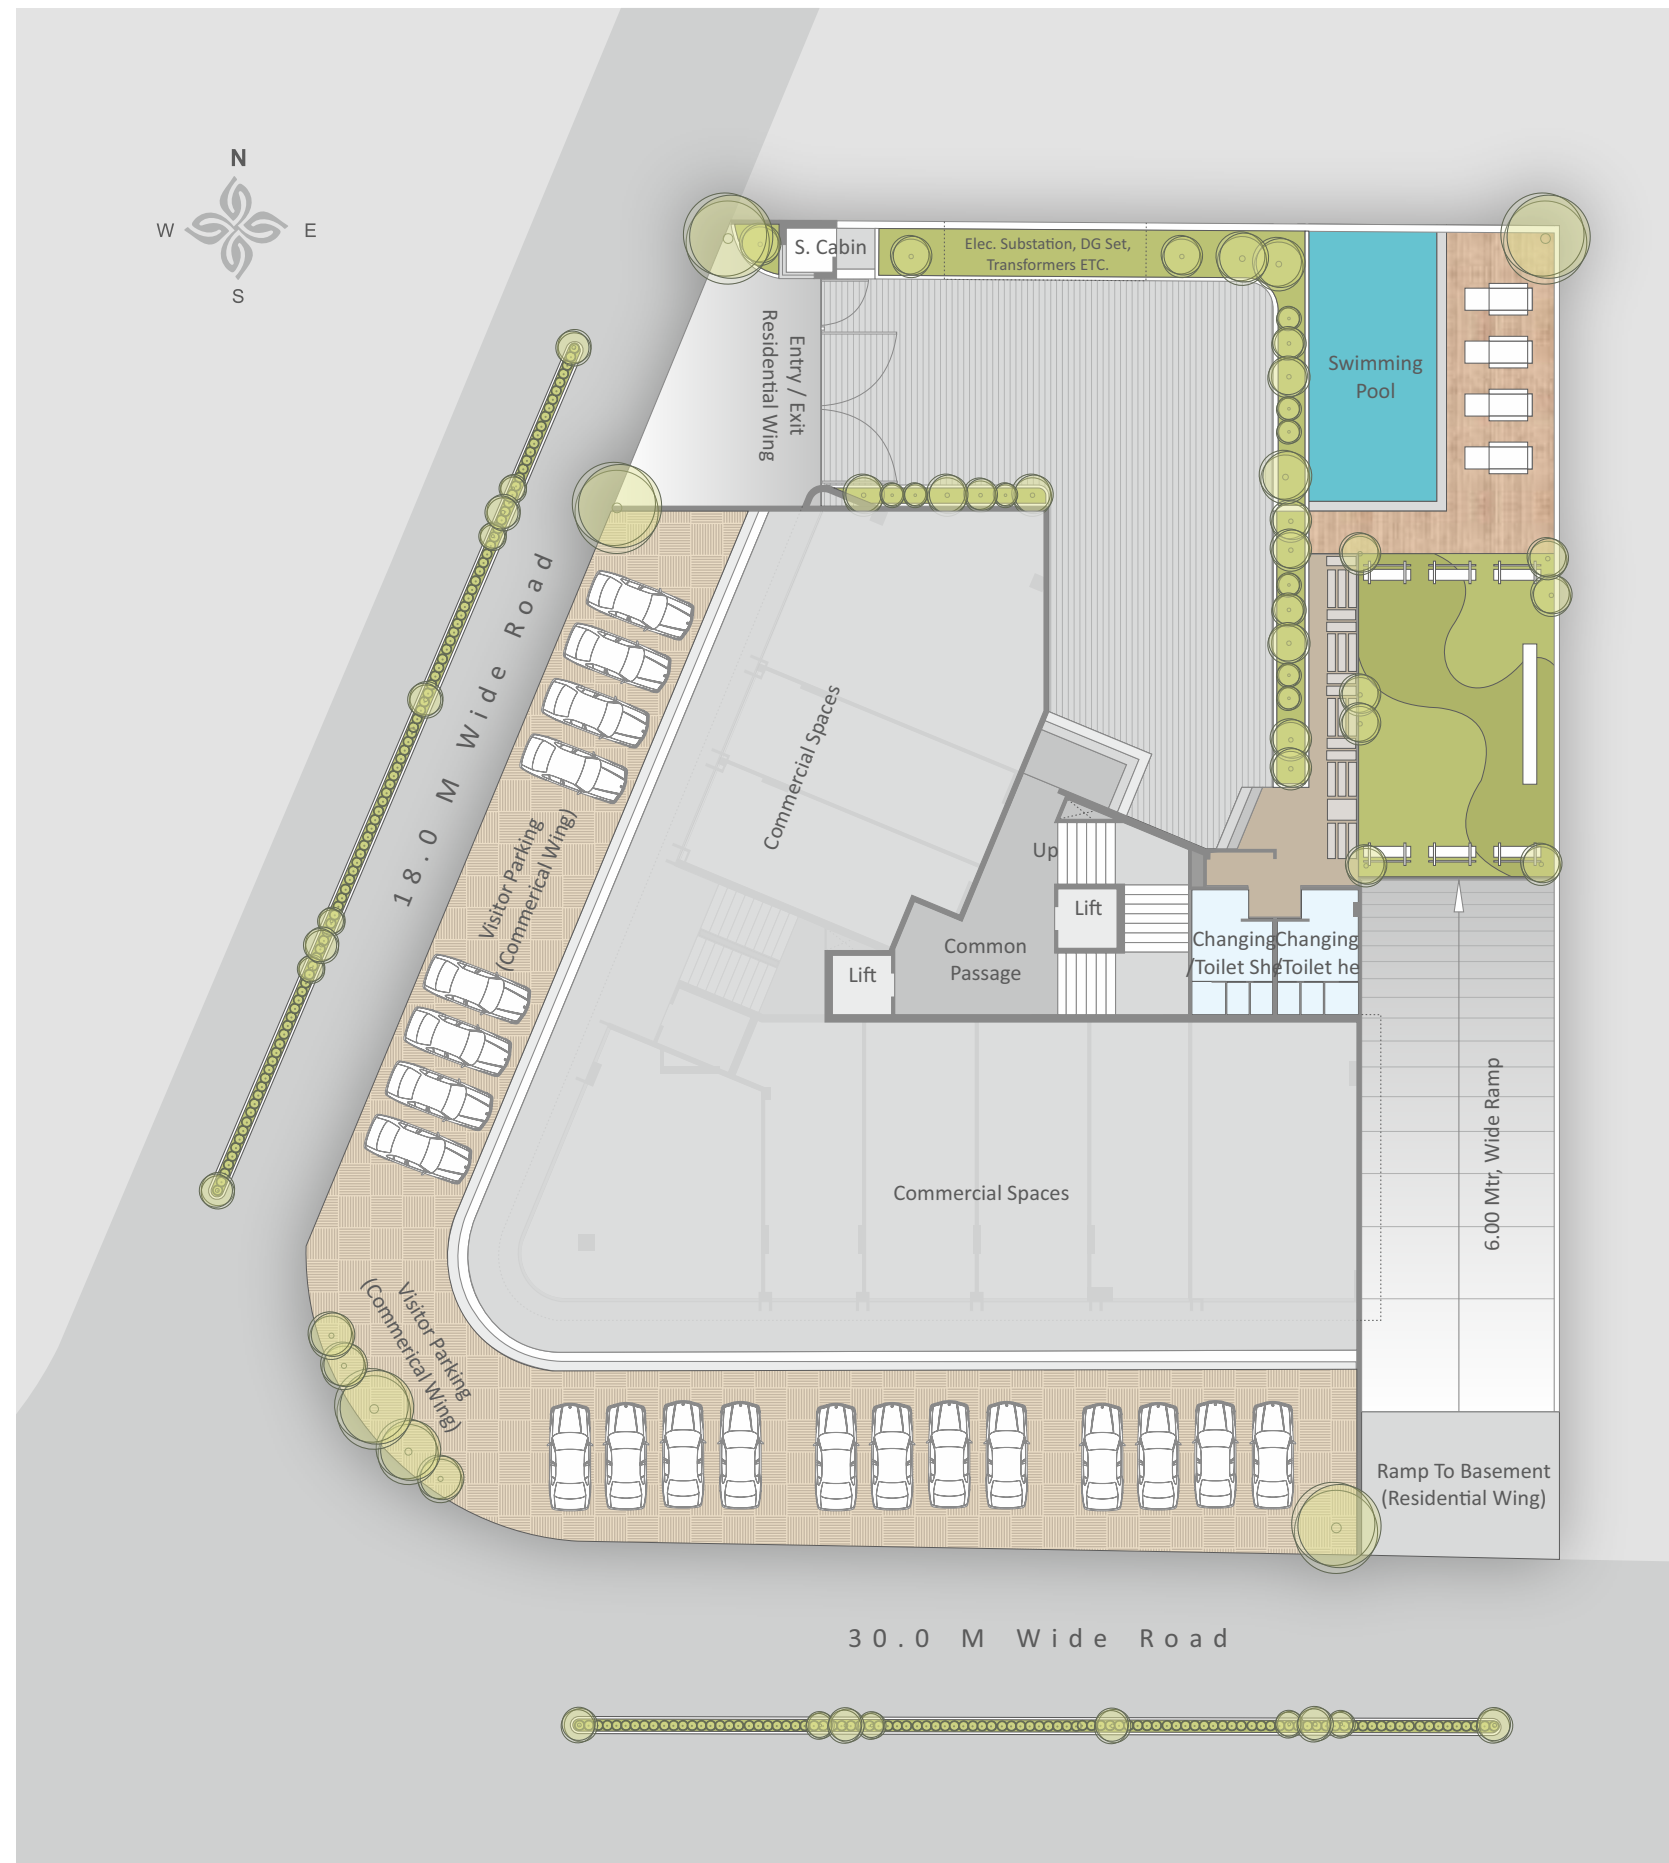 N
W
E
S
S. Cabin
Elec. Substation, DG Set,
Transformers ETC.
Entry / Exit
Residential Wing
Swimming
Pool
18.0 M Wide Road
Commercial Spaces
Visitor Parking
(Commerical Wing)
Up
Lift
Common
Passage
Lift
Changing
/Toilet She
Changing
/Toilet he
6.00 Mtr, Wide Ramp
Commercial Spaces
Visitor Parking
(Commerical Wing)
Ramp To Basement
(Residential Wing)
30.0 M Wide Road